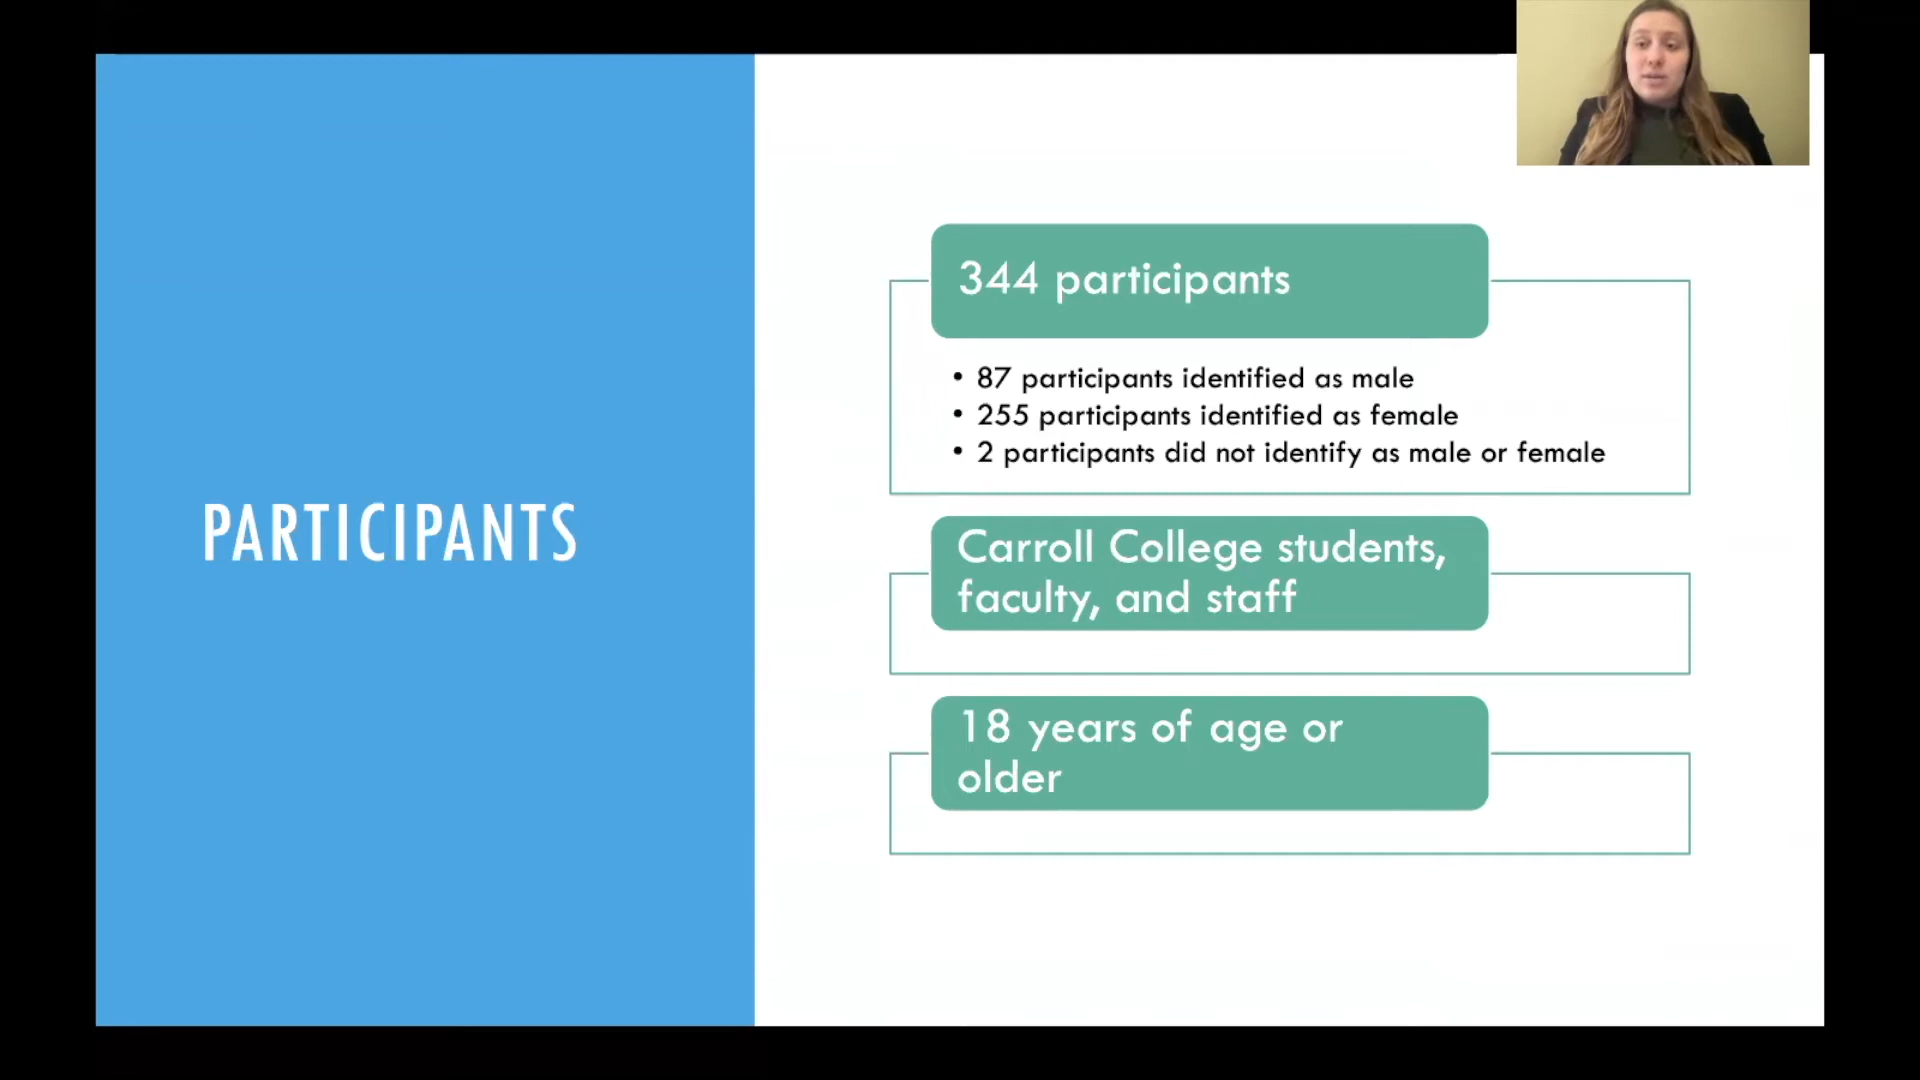 PARTICIPANTS
344 participants
• 87 participants identified as male
• 255 participants identified as female
• 2 participants did not identify as male or female
Carroll College students,
faculty, and staff
18 years of age or
older